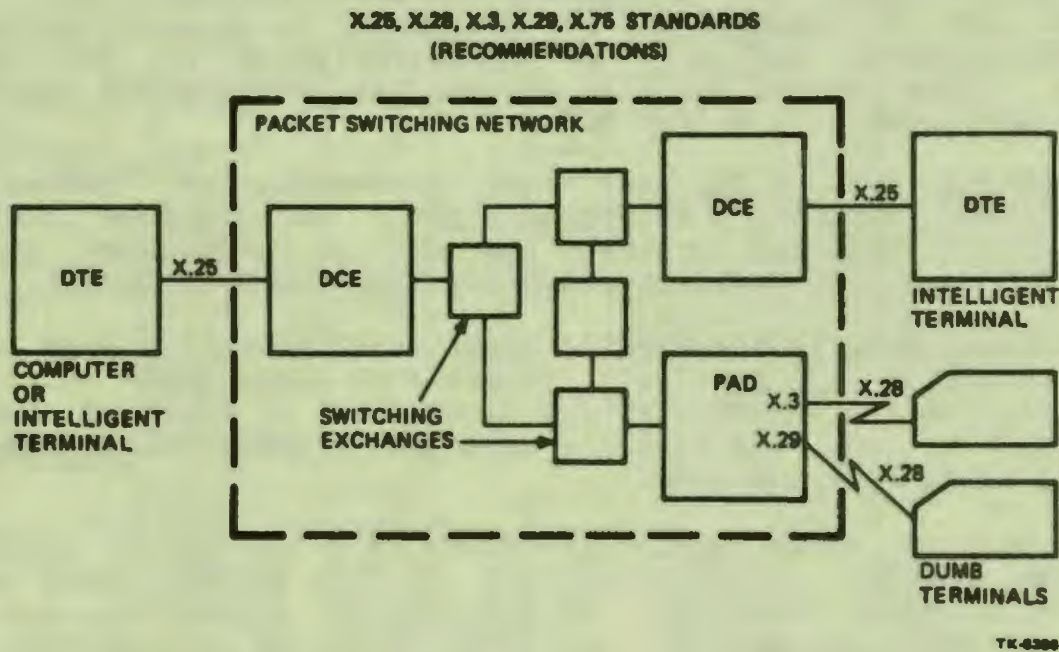 X.25, X.28, X.3, X.29, X.75 STANDARDS
(RECOMMENDATIONS)
PACKET SWITCHING NETWORK
DTE
X.25
DCE
DCE
X.25
DTE
COMPUTER
OR
INTELLIGENT
TERMINAL
SWITCHING
EXCHANGES
PAD
X.3
X.29
X.28
X.28
INTELLIGENT
TERMINAL
DUMB
TERMINALS